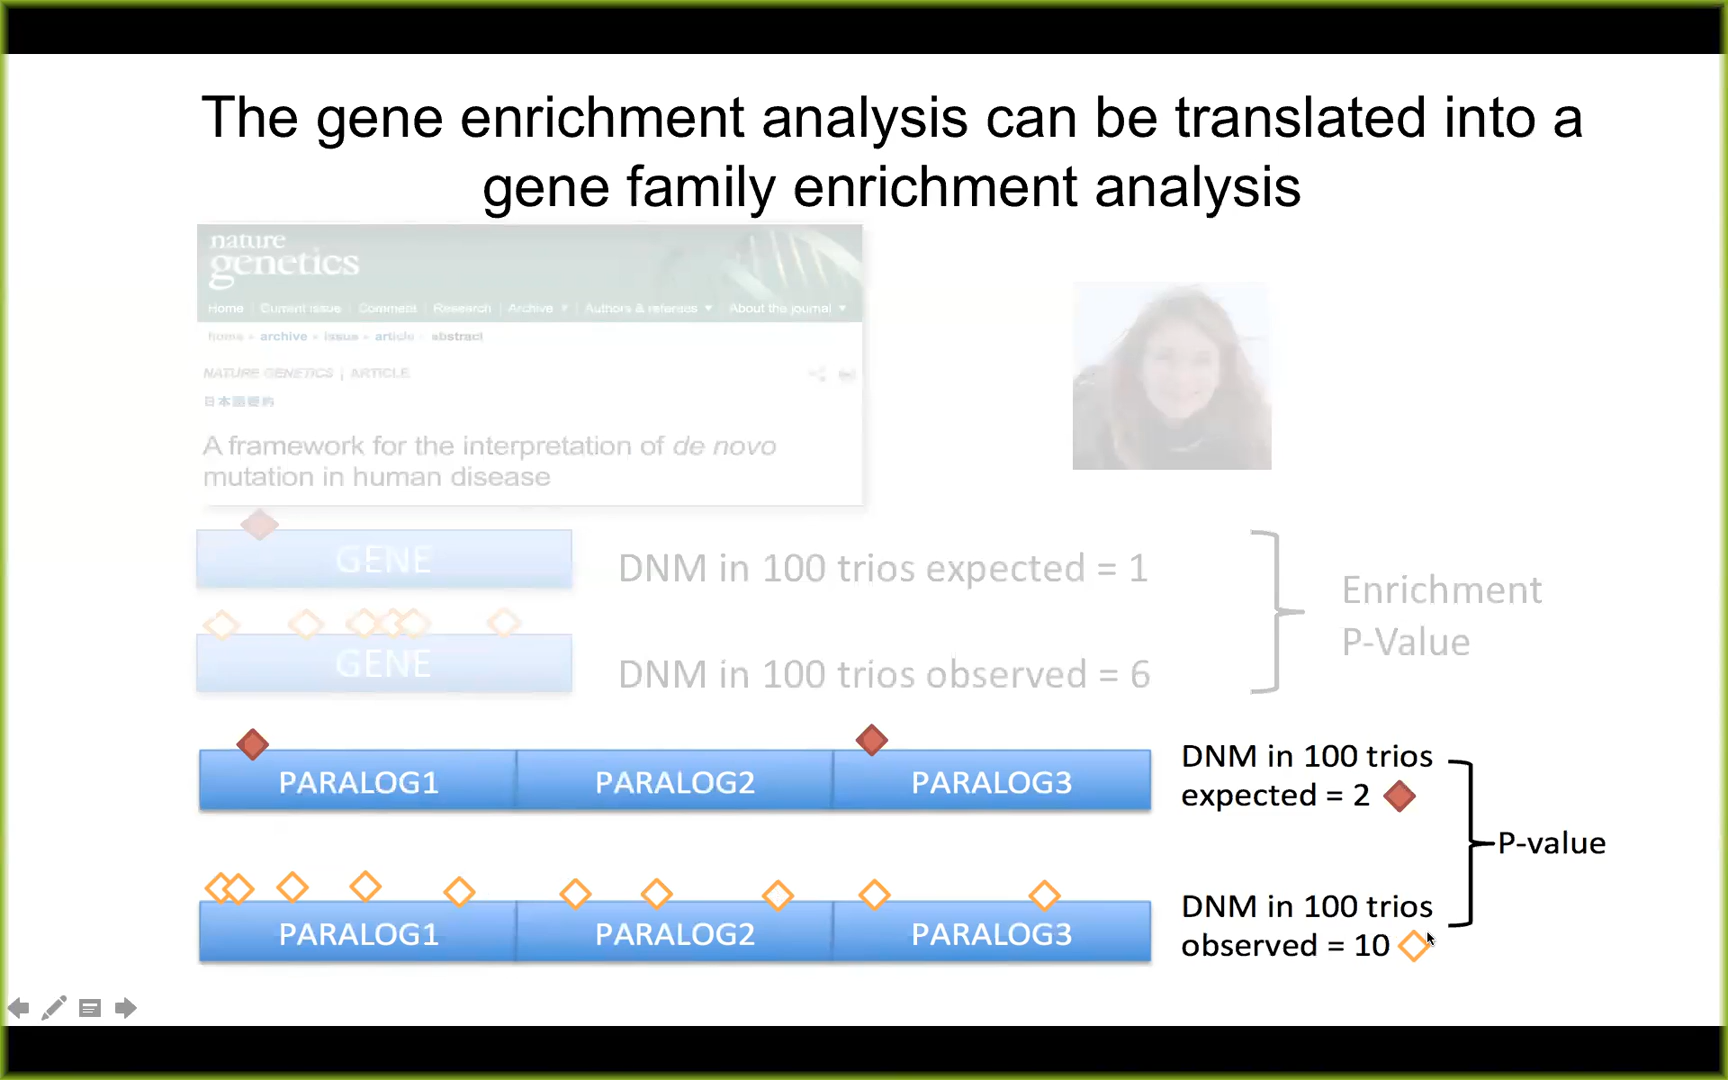 The gene enrichment analysis can be translated into a
gene family enrichment analysis
nature
genetics
Home | Current issue | Comment | Research | Archive ▼ | Authors & referees ▼ | About the journal ▼
home ▸ archive ▸ issue ▸ article ▸ abstract
NATURE GENETICS | ARTICLE
日本語要約
A framework for the interpretation of de novo
mutation in human disease
GENE
DNM in 100 trios expected = 1
GENE
DNM in 100 trios observed = 6
Enrichment
P-Value
PARALOG1 PARALOG2 PARALOG3
DNM in 100 trios
expected = 2
P-value
PARALOG1 PARALOG2 PARALOG3
DNM in 100 trios
observed = 10